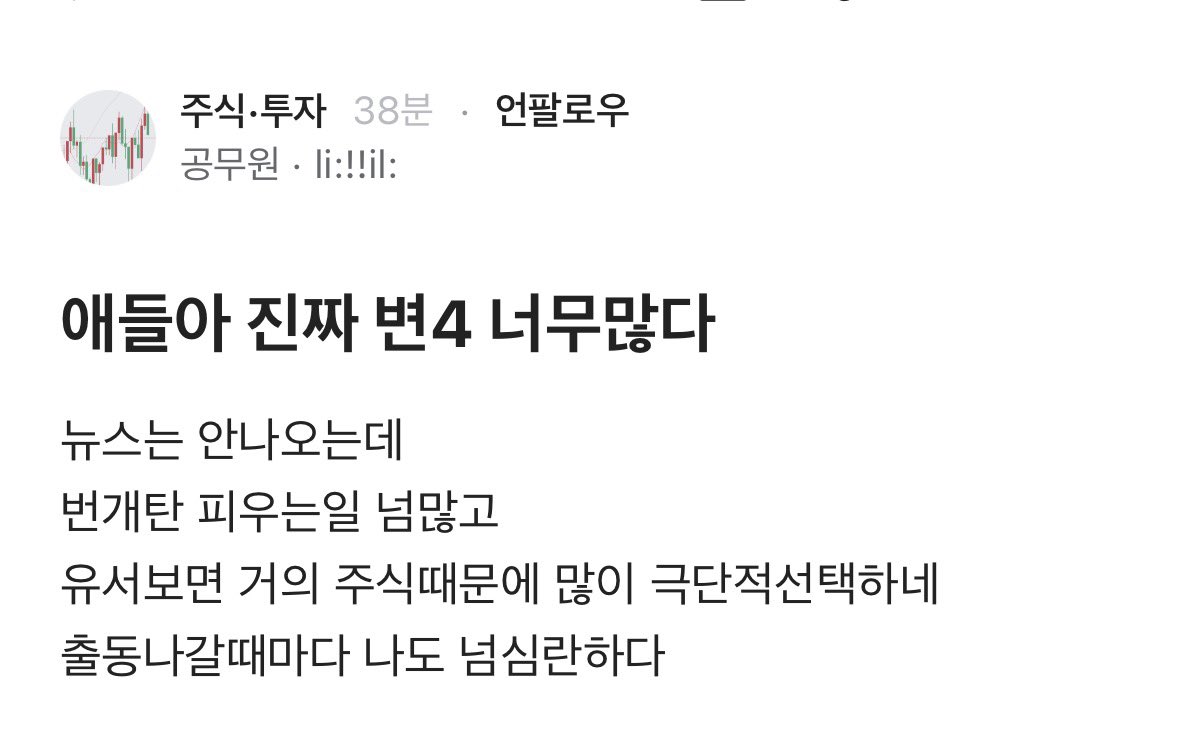 주식·투자 38분 · 언팔로우
공무원 · li:!!il:
애들아 진짜 변4 너무많다
뉴스는 안나오는데
번개탄 피우는일 넘많고
유서보면 거의 주식때문에 많이 극단적선택하네
출동나갈때마다 나도 넘심란하다